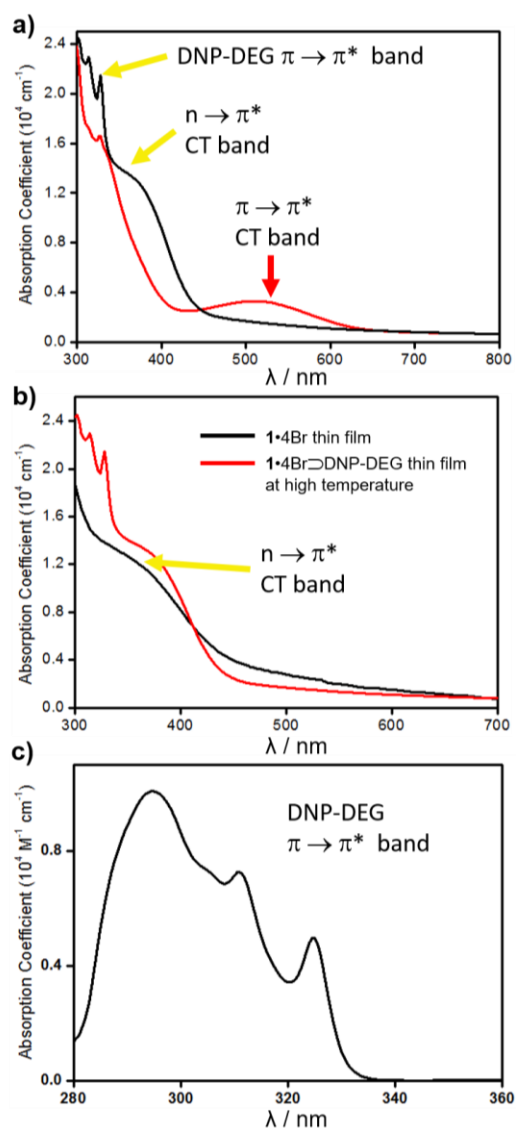 a)
DNP-DEG π → π* band
n → π*
CT band
π → π*
CT band
Absorption Coefficient (10⁴ cm⁻¹)
2.4
1.8
1.2
0.6
0.0
300 400 500 600 700 800
λ / nm
b)
1•4Br thin film
1•4Br⊃DNP-DEG thin film
at high temperature
n → π*
CT band
Absorption Coefficient (10⁴ cm⁻¹)
2.4
2.0
1.6
1.2
0.8
0.4
0.0
300 400 500 600 700
λ / nm
c)
DNP-DEG
π → π* band
Absorption Coefficient (10⁴ M⁻¹ cm⁻¹)
0.8
0.4
0.0
280 300 320 340 360
λ / nm